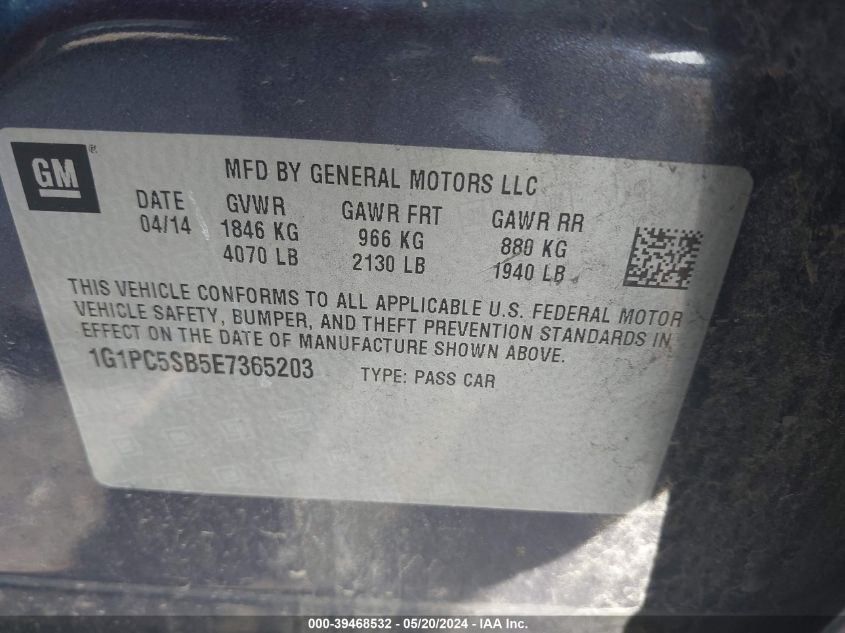 GM®
MFD BY GENERAL MOTORS LLC
DATE GVWR GAWR FRT GAWR RR
04/14 1846 KG 966 KG 880 KG
4070 LB 2130 LB 1940 LB
THIS VEHICLE CONFORMS TO ALL APPLICABLE U.S. FEDERAL MOTOR
VEHICLE SAFETY, BUMPER, AND THEFT PREVENTION STANDARDS IN
EFFECT ON THE DATE OF MANUFACTURE SHOWN ABOVE.
1G1PC5SB5E7365203 TYPE: PASS CAR
000-39468532 - 05/20/2024 - IAA Inc.